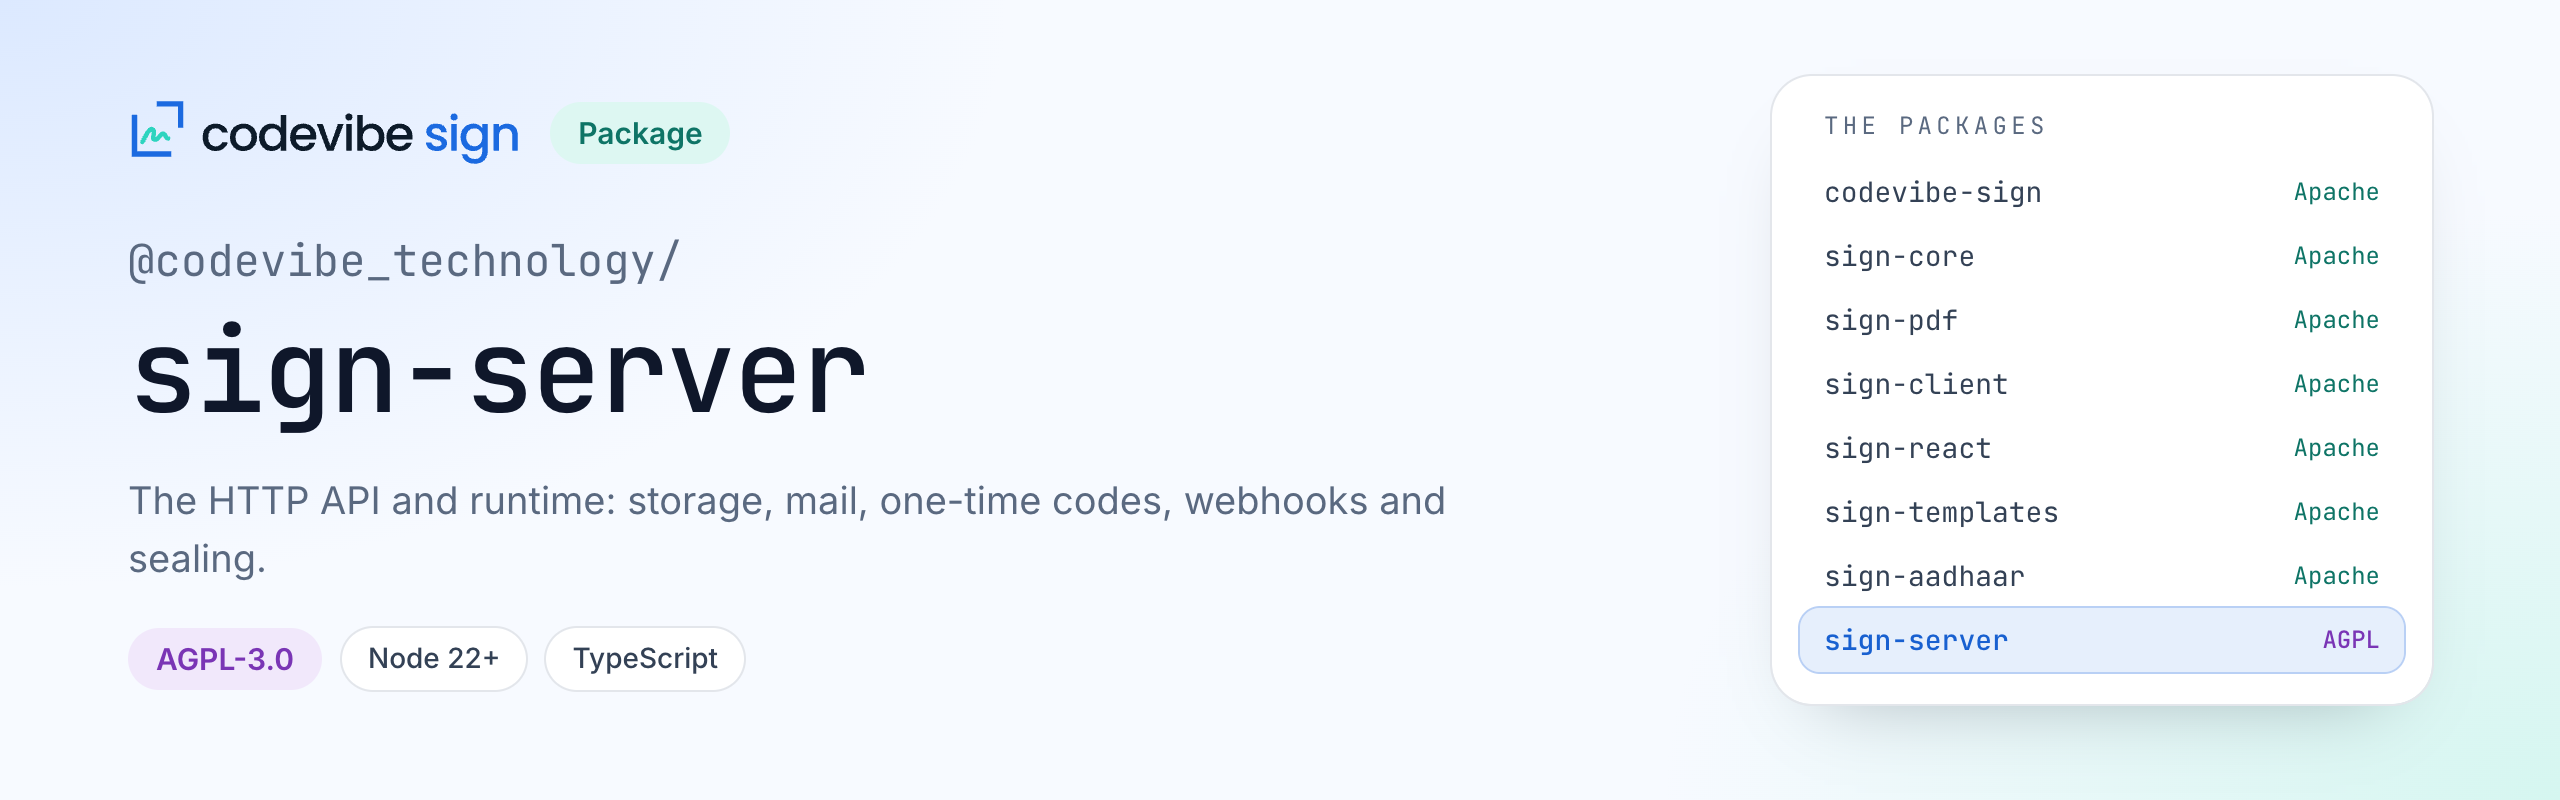 codevibe sign
Package
@codevibe_technology/
sign-server
The HTTP API and runtime: storage, mail, one-time codes, webhooks and
sealing.
AGPL-3.0
Node 22+
TypeScript
THE PACKAGES
codevibe-sign Apache
sign-core Apache
sign-pdf Apache
sign-client Apache
sign-react Apache
sign-templates Apache
sign-aadhaar Apache
sign-server AGPL